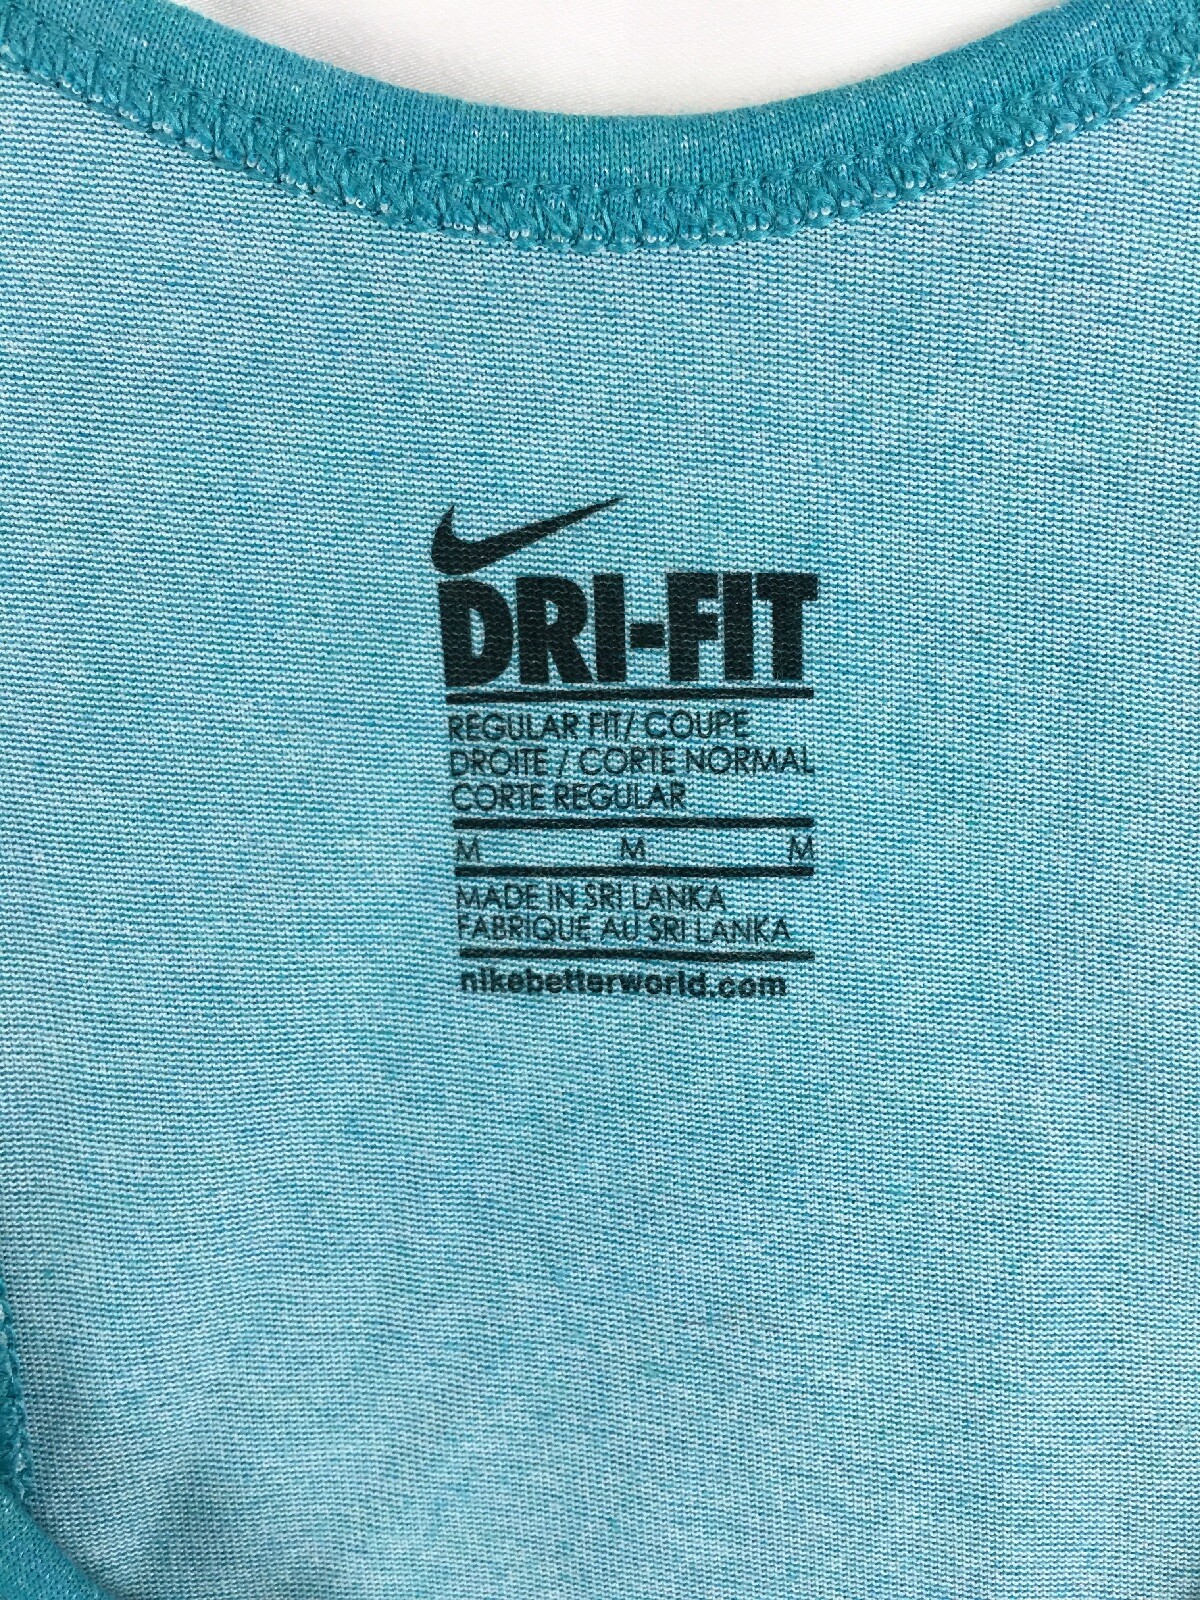 DRI-FIT
REGULAR FIT/ COUPE
DROITE / CORTE NORMAL
CORTE REGULAR
M M M
MADE IN SRI LANKA
FABRIQUE AU SRI LANKA
nikebetterworld.com